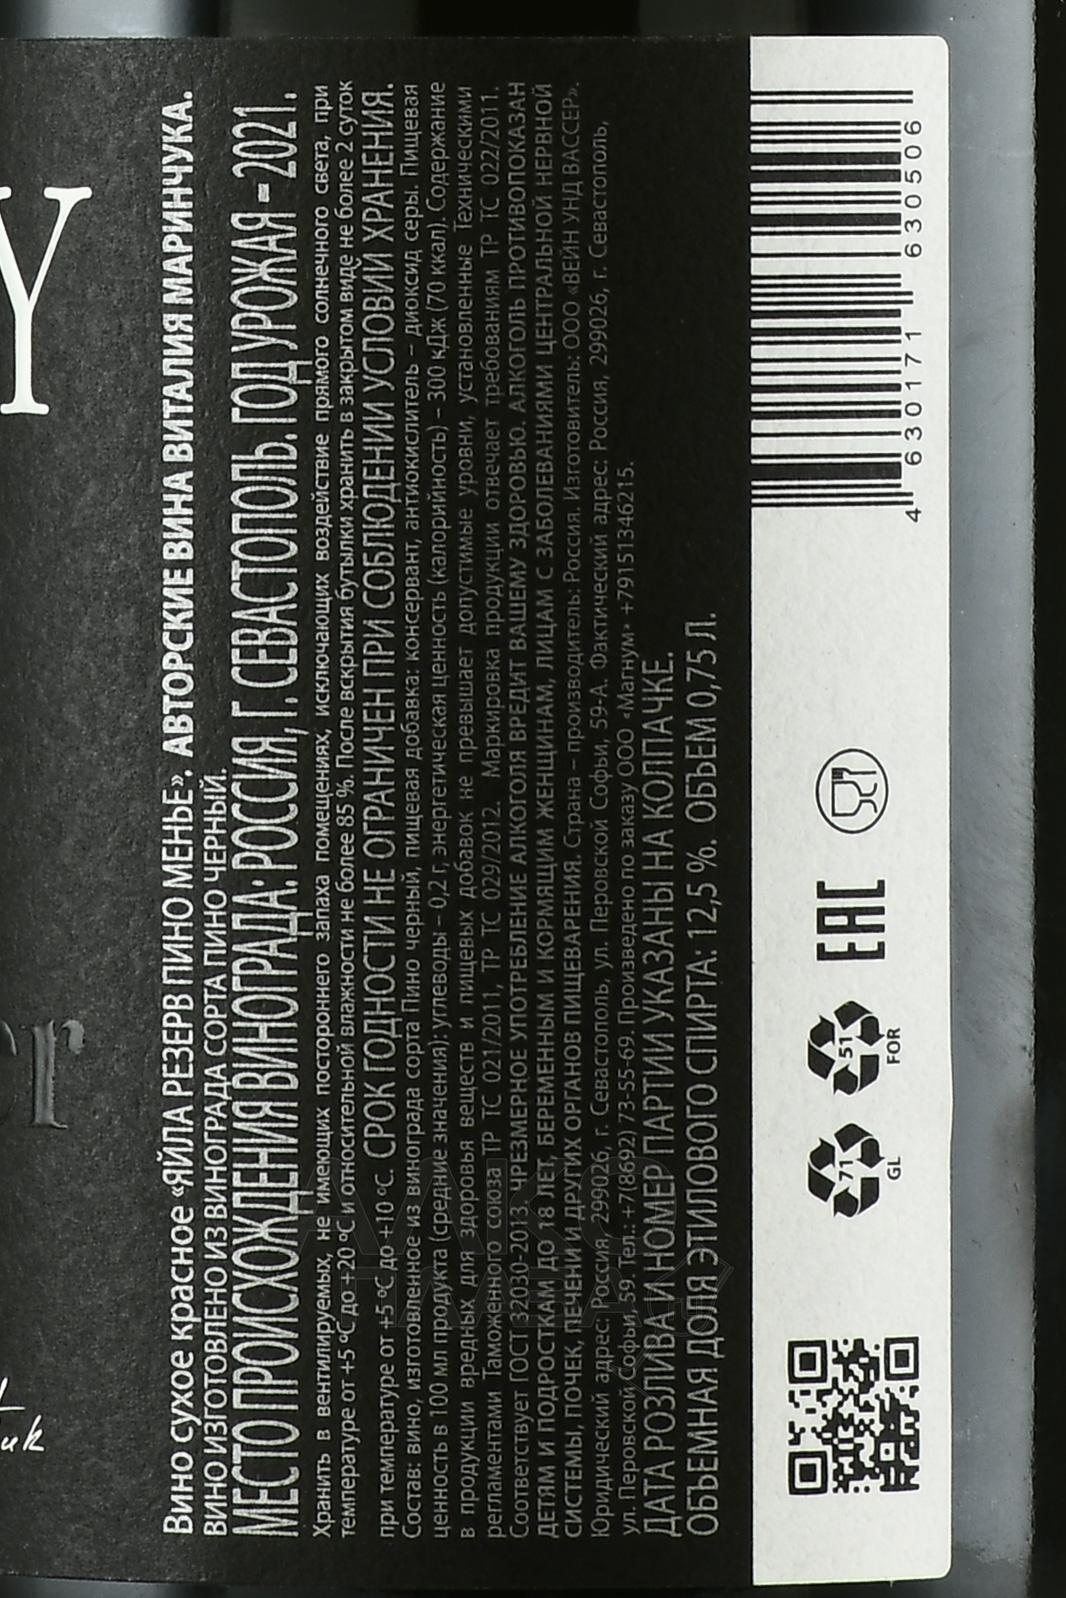 Y
er
Вино сухое красное «ЯЙЛА РЕЗЕРВ ПИНО МЕНЬЕ». АВТОРСКИЕ ВИНА ВИТАЛИЯ МАРИНЧУКА.
ВИНО ИЗГОТОВЛЕНО ИЗ ВИНОГРАДА СОРТА ПИНО ЧЕРНЫЙ.
МЕСТО ПРОИСХОЖДЕНИЯ ВИНОГРАДА: РОССИЯ, Г. СЕВАСТОПОЛЬ. ГОД УРОЖАЯ - 2021.
Хранить в вентилируемых, не имеющих постороннего запаха помещениях, исключающих воздействие прямого солнечного света, при
температуре от +5 °С до +20 °С и относительной влажности не более 85 %. После вскрытия бутылки хранить в закрытом виде не более 2 суток
при температуре от +5 °С до +10 °С. СРОК ГОДНОСТИ НЕ ОГРАНИЧЕН ПРИ СОБЛЮДЕНИИ УСЛОВИЙ ХРАНЕНИЯ.
Состав: вино, изготовленное из винограда сорта Пино черный, пищевая добавка: консервант, антиокислитель – диоксид серы. Пищевая
ценность в 100 мл продукта (средние значения): углеводы – 0,2 г, энергетическая ценность (калорийность) – 300 кДж (70 ккал). Содержание
в продукции вредных для здоровья веществ и пищевых добавок не превышает допустимые уровни, установленные Техническими
регламентами Таможенного союза ТР ТС 021/2011, ТР ТС 029/2012. Маркировка продукции отвечает требованиям ТР ТС 022/2011.
Соответствует ГОСТ 32030-2013. ЧРЕЗМЕРНОЕ УПОТРЕБЛЕНИЕ АЛКОГОЛЯ ВРЕДИТ ВАШЕМУ ЗДОРОВЬЮ. АЛКОГОЛЬ ПРОТИВОПОКАЗАН
ДЕТЯМ И ПОДРОСТКАМ ДО 18 ЛЕТ, БЕРЕМЕННЫМ И КОРМЯЩИМ ЖЕНЩИНАМ, ЛИЦАМ С ЗАБОЛЕВАНИЯМИ ЦЕНТРАЛЬНОЙ НЕРВНОЙ
СИСТЕМЫ, ПОЧЕК, ПЕЧЕНИ И ДРУГИХ ОРГАНОВ ПИЩЕВАРЕНИЯ. Страна – производитель: Россия. Изготовитель: ООО «ВЕЙН УНД ВАССЕР».
Юридический адрес: Россия, 299026, г. Севастополь, ул. Перовской Софьи, 59-А. Фактический адрес: Россия, 299026, г. Севастополь,
ул. Перовской Софьи, 59. Тел.: +7(8692) 73-55-69. Произведено по заказу ООО «Магнум» +79151346215.
ДАТА РОЗЛИВА И НОМЕР ПАРТИИ УКАЗАНЫ НА КОЛПАЧКЕ.
ОБЪЕМНАЯ ДОЛЯ ЭТИЛОВОГО СПИРТА: 12,5 %. ОБЪЕМ 0,75 Л.
71
GL
51
FOR
EAC
4 630171 630506